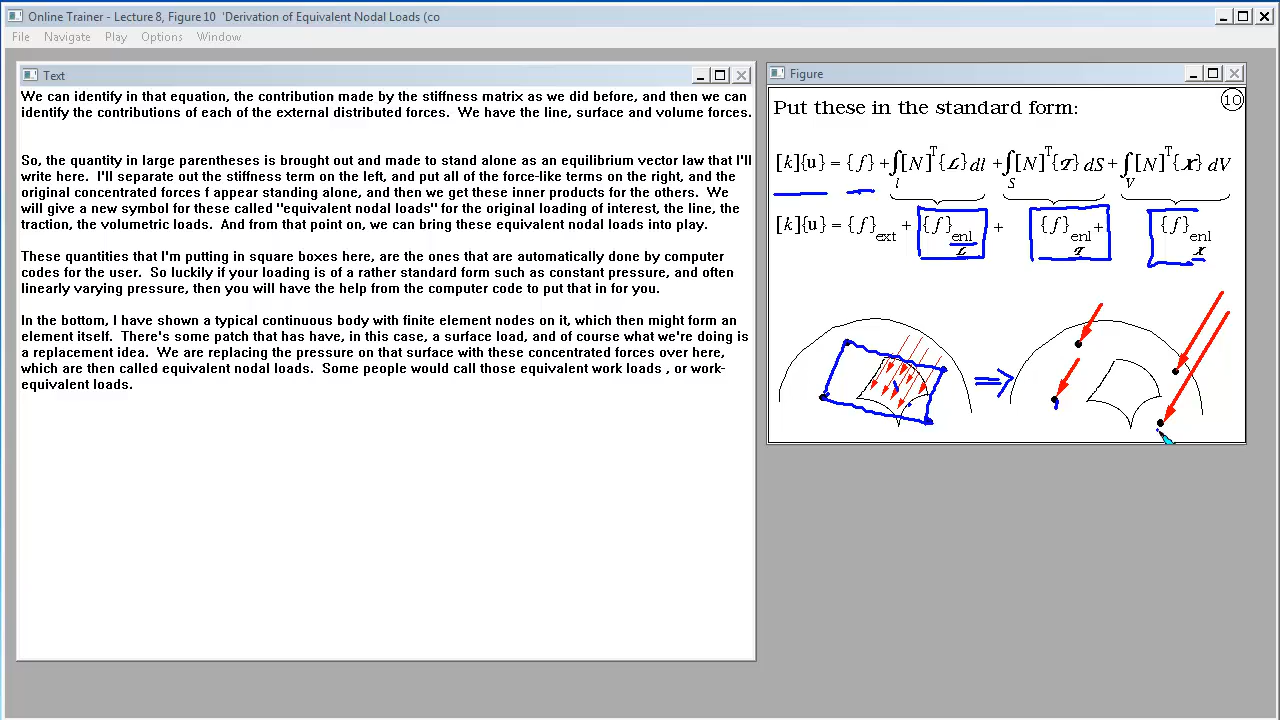 Online Trainer - Lecture 8, Figure 10  'Derivation of Equivalent Nodal Loads (co
File Navigate Play Options Window
Text
We can identify in that equation, the contribution made by the stiffness matrix as we did before, and then we can
identify the contributions of each of the external distributed forces.  We have the line, surface and volume forces.
So, the quantity in large parentheses is brought out and made to stand alone as an equilibrium vector law that I'll
write here.  I'll separate out the stiffness term on the left, and put all of the force-like terms on the right, and the
original concentrated forces f appear standing alone, and then we get these inner products for the others.  We
will give a new symbol for these called "equivalent nodal loads" for the original loading of interest, the line, the
traction, the volumetric loads.  And from that point on, we can bring these equivalent nodal loads into play.
These quantities that I'm putting in square boxes here, are the ones that are automatically done by computer
codes for the user.  So luckily if your loading is of a rather standard form such as constant pressure, and often
linearly varying pressure, then you will have the help from the computer code to put that in for you.
In the bottom, I have shown a typical continuous body with finite element nodes on it, which then might form an
element itself.  There's some patch that has have, in this case, a surface load, and of course what we're doing is
a replacement idea.  We are replacing the pressure on that surface with these concentrated forces over here,
which are then called equivalent nodal loads.  Some people would call those equivalent work loads , or work-
equivalent loads.
Figure
Put these in the standard form:
10
[k]{u} = {f} + ∫l [N]T{ℒ} dl + ∫S [N]T{𝒯} dS + ∫V [N]T{𝒳} dV
[k]{u} = {f}ext + {f}enl ℒ + {f}enl 𝒯 + {f}enl 𝒳